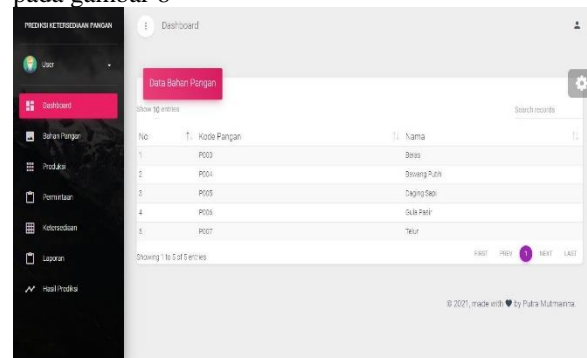 pada gambar 8
PREDIKSI KETERSEDIAAN PANGAN
Dashboard
User
Data Bahan Pangan
Dashboard
Show 10 entries
Search records
Bahan Pangan
No Kode Pangan Nama
1 P003 Beras
Produksi
2 P004 Bawang Putih
3 P005 Daging Sapi
Permintaan
4 P006 Gula Pasir
Ketersediaan
5 P007 Telur
Showing 1 to 5 of 5 entries
FIRST PREV 1 NEXT LAST
Laporan
Hasil Prediksi
© 2021, made with by Putra Mutmainna.